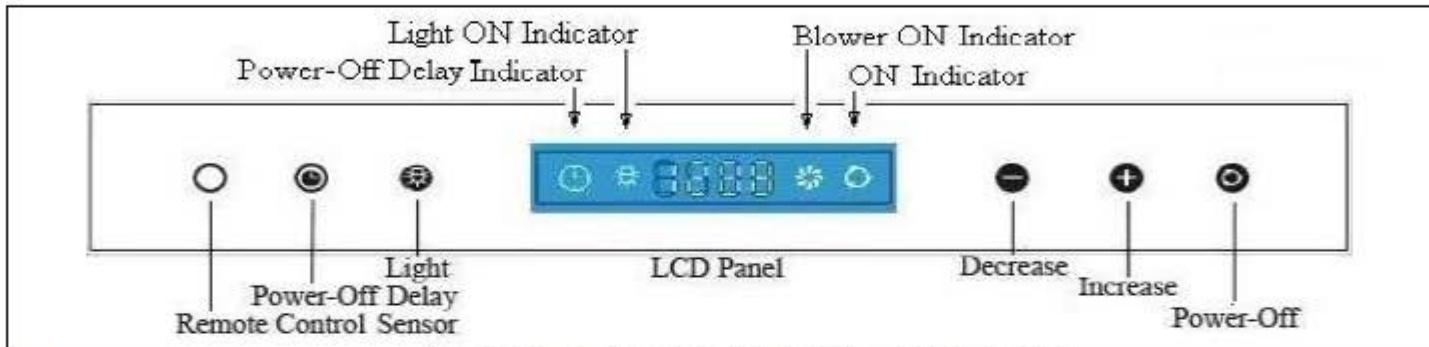 Light ON Indicator
Blower ON Indicator
Power-Off Delay Indicator
ON Indicator
Light
LCD Panel
Decrease
Power-Off Delay
Increase
Remote Control Sensor
Power-Off